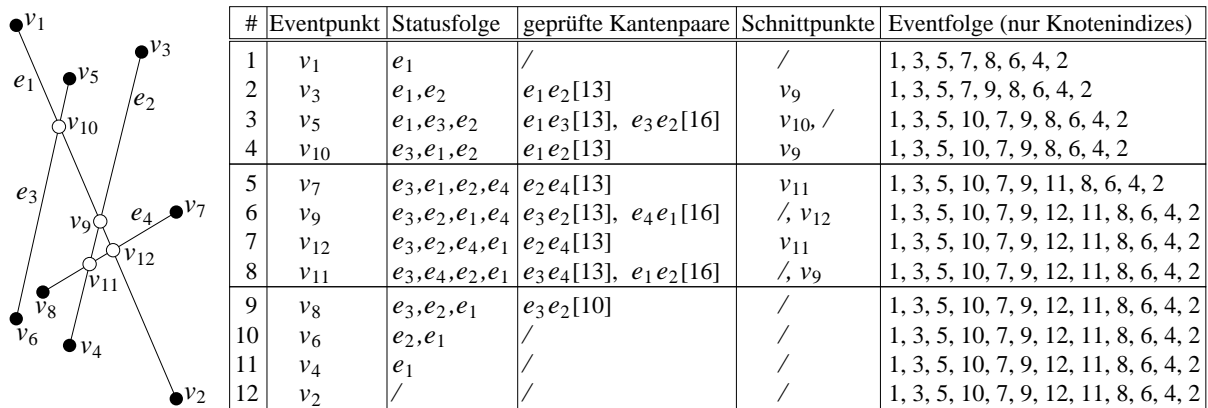 v1
v3
v5
e1
e2
v10
e3
v9
e4
v7
v12
v11
v8
v6
v4
v2
# Eventpunkt Statusfolge geprüfte Kantenpaare Schnittpunkte Eventfolge (nur Knotenindizes)
1 v1 e1 / / 1, 3, 5, 7, 8, 6, 4, 2
2 v3 e1,e2 e1e2[13] v9 1, 3, 5, 7, 9, 8, 6, 4, 2
3 v5 e1,e3,e2 e1e3[13], e3e2[16] v10, / 1, 3, 5, 10, 7, 9, 8, 6, 4, 2
4 v10 e3,e1,e2 e1e2[13] v9 1, 3, 5, 10, 7, 9, 8, 6, 4, 2
5 v7 e3,e1,e2,e4 e2e4[13] v11 1, 3, 5, 10, 7, 9, 11, 8, 6, 4, 2
6 v9 e3,e2,e1,e4 e3e2[13], e4e1[16] /, v12 1, 3, 5, 10, 7, 9, 12, 11, 8, 6, 4, 2
7 v12 e3,e2,e4,e1 e2e4[13] v11 1, 3, 5, 10, 7, 9, 12, 11, 8, 6, 4, 2
8 v11 e3,e4,e2,e1 e3e4[13], e1e2[16] /, v9 1, 3, 5, 10, 7, 9, 12, 11, 8, 6, 4, 2
9 v8 e3,e2,e1 e3e2[10] / 1, 3, 5, 10, 7, 9, 12, 11, 8, 6, 4, 2
10 v6 e2,e1 / / 1, 3, 5, 10, 7, 9, 12, 11, 8, 6, 4, 2
11 v4 e1 / / 1, 3, 5, 10, 7, 9, 12, 11, 8, 6, 4, 2
12 v2 / / / 1, 3, 5, 10, 7, 9, 12, 11, 8, 6, 4, 2